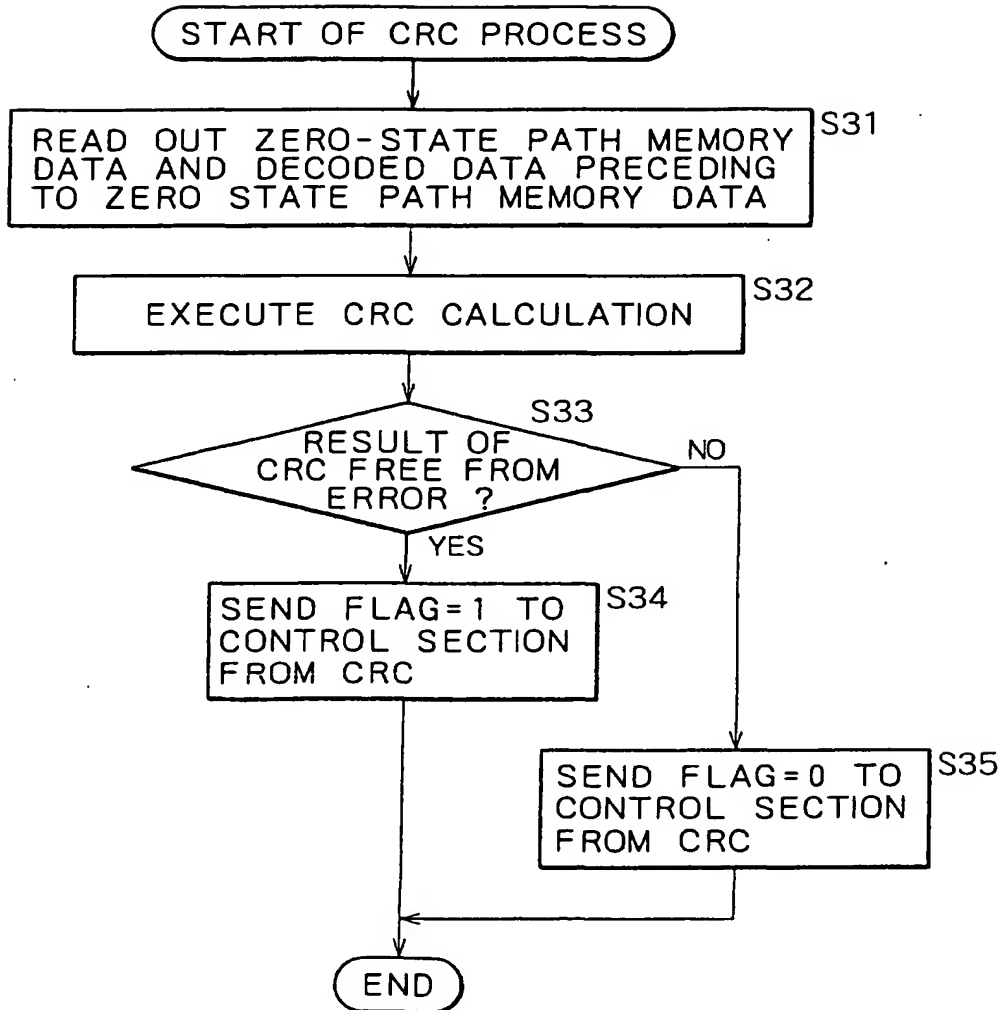 START OF CRC PROCESS
S31
READ OUT ZERO-STATE PATH MEMORY
DATA AND DECODED DATA PRECEDING
TO ZERO STATE PATH MEMORY DATA
S32
EXECUTE CRC CALCULATION
S33
RESULT OF
CRC FREE FROM
ERROR ?
NO
YES
S34
SEND FLAG=1 TO
CONTROL SECTION
FROM CRC
S35
SEND FLAG=0 TO
CONTROL SECTION
FROM CRC
END